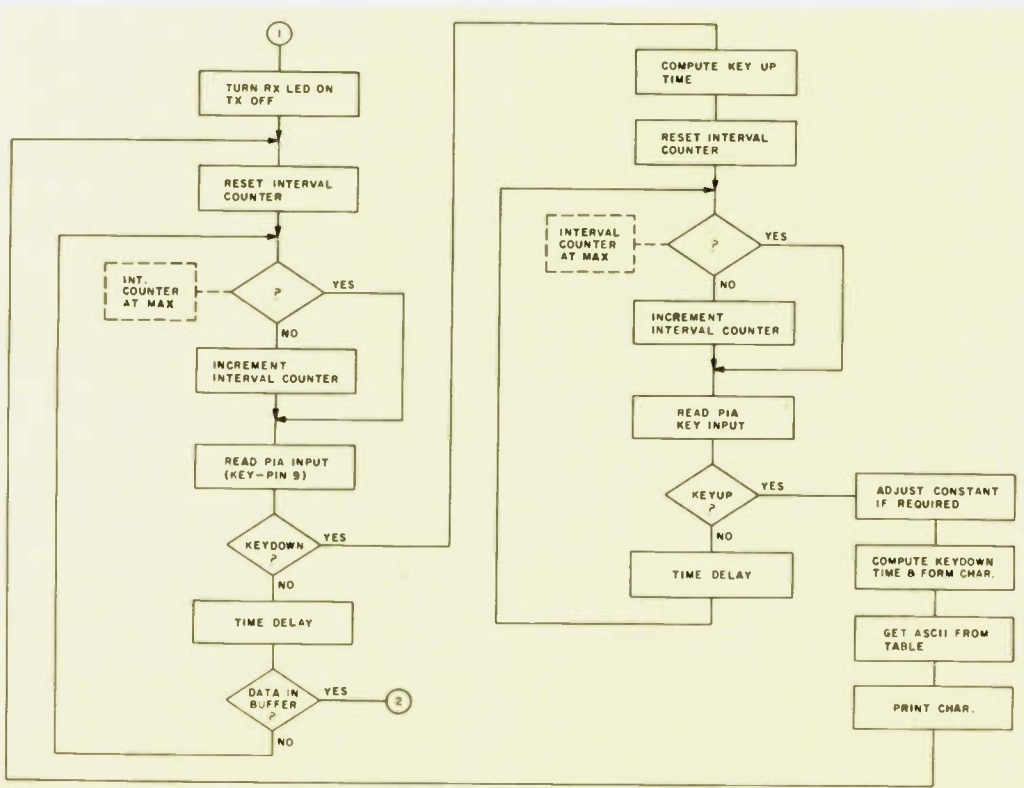 1
TURN RX LED ON
TX OFF
RESET INTERVAL
COUNTER
INT.
COUNTER
AT MAX
?
YES
NO
INCREMENT
INTERVAL COUNTER
READ PIA INPUT
(KEY-PIN 9)
KEYDOWN
?
YES
NO
TIME DELAY
DATA IN
BUFFER
?
YES
2
NO
COMPUTE KEY UP
TIME
RESET INTERVAL
COUNTER
INTERVAL
COUNTER
AT MAX
?
YES
NO
INCREMENT
INTERVAL COUNTER
READ PIA
KEY INPUT
KEYUP
?
YES
NO
TIME DELAY
ADJUST CONSTANT
IF REQUIRED
COMPUTE KEYDOWN
TIME & FORM CHAR.
GET ASCII FROM
TABLE
PRINT CHAR.